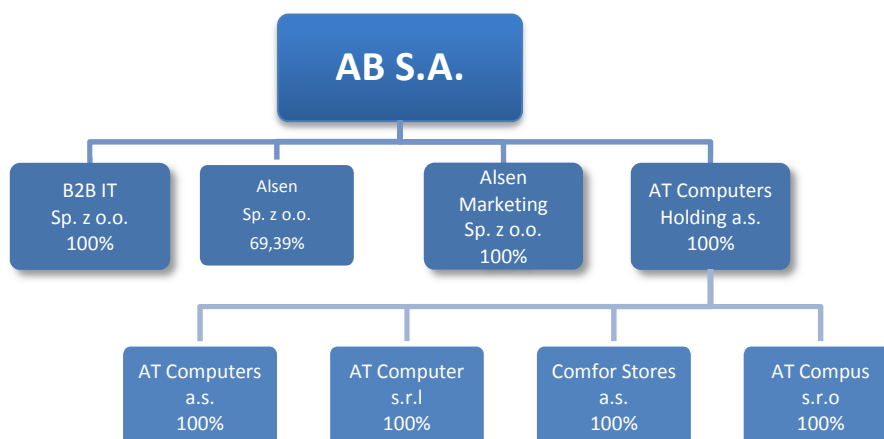 AB S.A.
B2B IT
Sp. z o.o.
100%
Alsen
Sp. z o.o.
69,39%
Alsen
Marketing
Sp. z o.o.
100%
AT Computers
Holding a.s.
100%
AT Computers
a.s.
100%
AT Computer
s.r.l
100%
Comfor Stores
a.s.
100%
AT Compus
s.r.o
100%